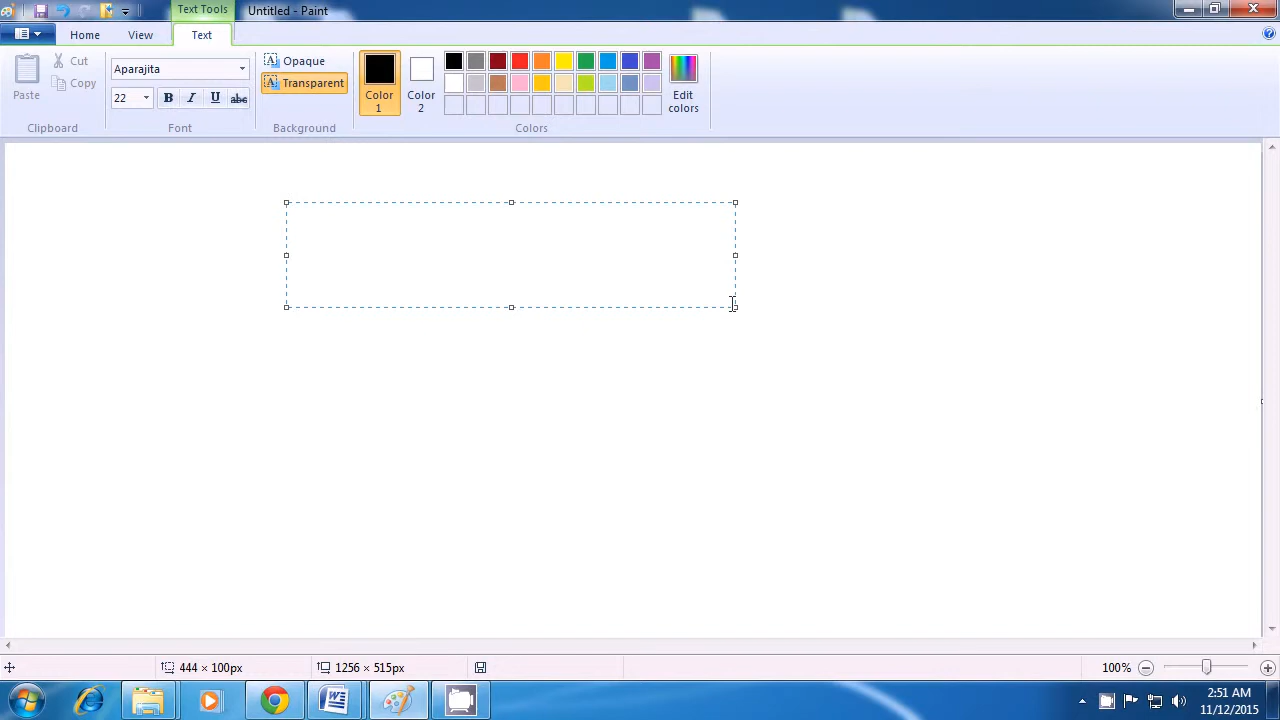 Text Tools Untitled - Paint
Home View Text
Paste Cut Copy Clipboard
Aparajita
22 B I U abc
Font
Opaque
Transparent
Background
Color 1
Color 2
Edit colors
Colors
444 × 100px 1256 × 515px 100%
2:51 AM
11/12/2015